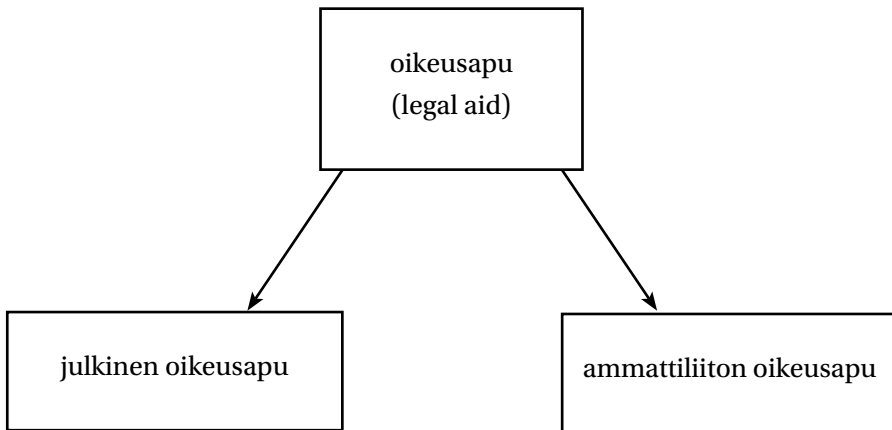 oikeusapu
(legal aid)
julkinen oikeusapu
ammattiliiton oikeusapu